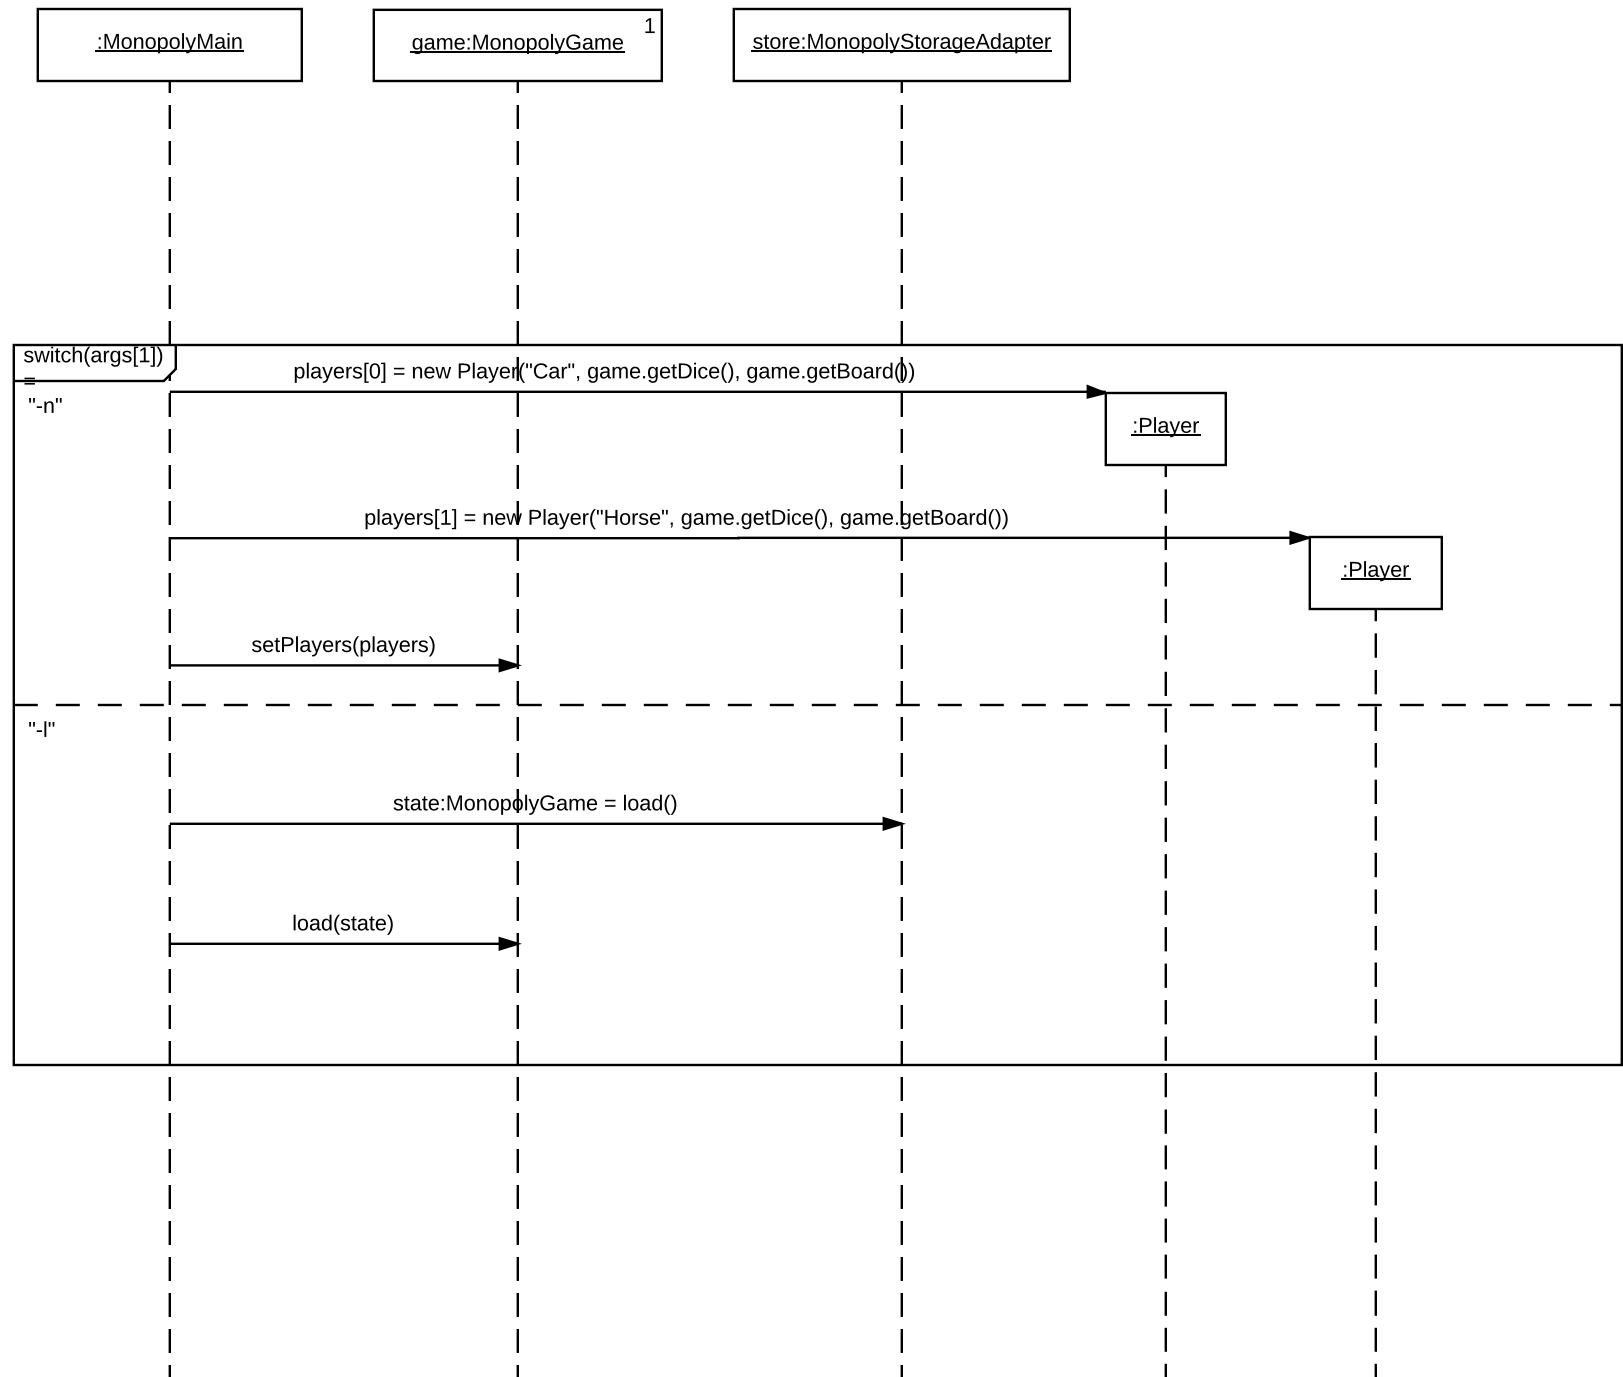 :MonopolyMain
game:MonopolyGame
1
store:MonopolyStorageAdapter
switch(args[1])
=
players[0] = new Player("Car", game.getDice(), game.getBoard())
"-n"
:Player
players[1] = new Player("Horse", game.getDice(), game.getBoard())
:Player
setPlayers(players)
"-l"
state:MonopolyGame = load()
load(state)